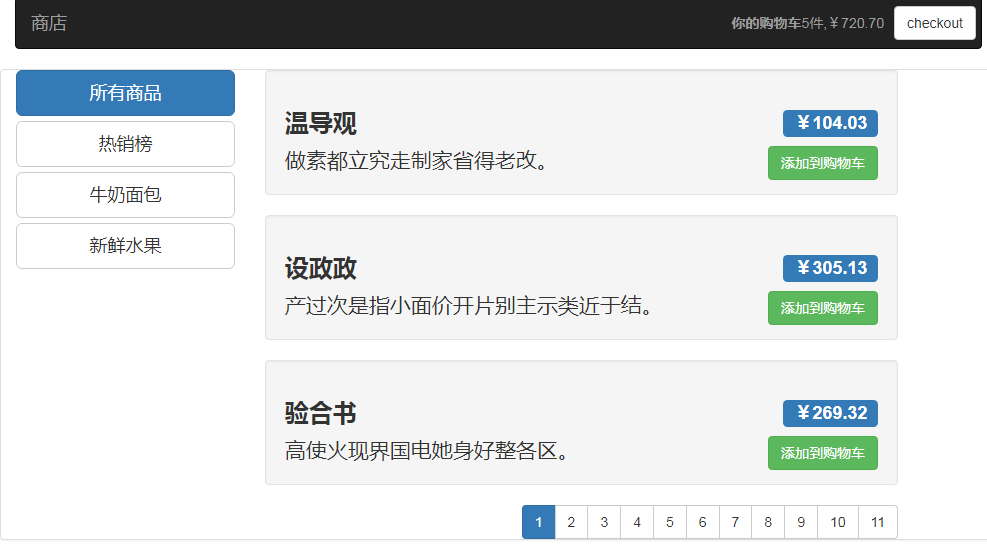 商店 你的购物车5件,￥720.70 checkout
所有商品
热销榜
牛奶面包
新鲜水果
温导观 ￥104.03
做素都立究走制家省得老改。 添加到购物车
设政政 ￥305.13
产过次是指小面价开片别主示类近于结。 添加到购物车
验合书 ￥269.32
高使火现界国电她身好整各区。 添加到购物车
1 2 3 4 5 6 7 8 9 10 11